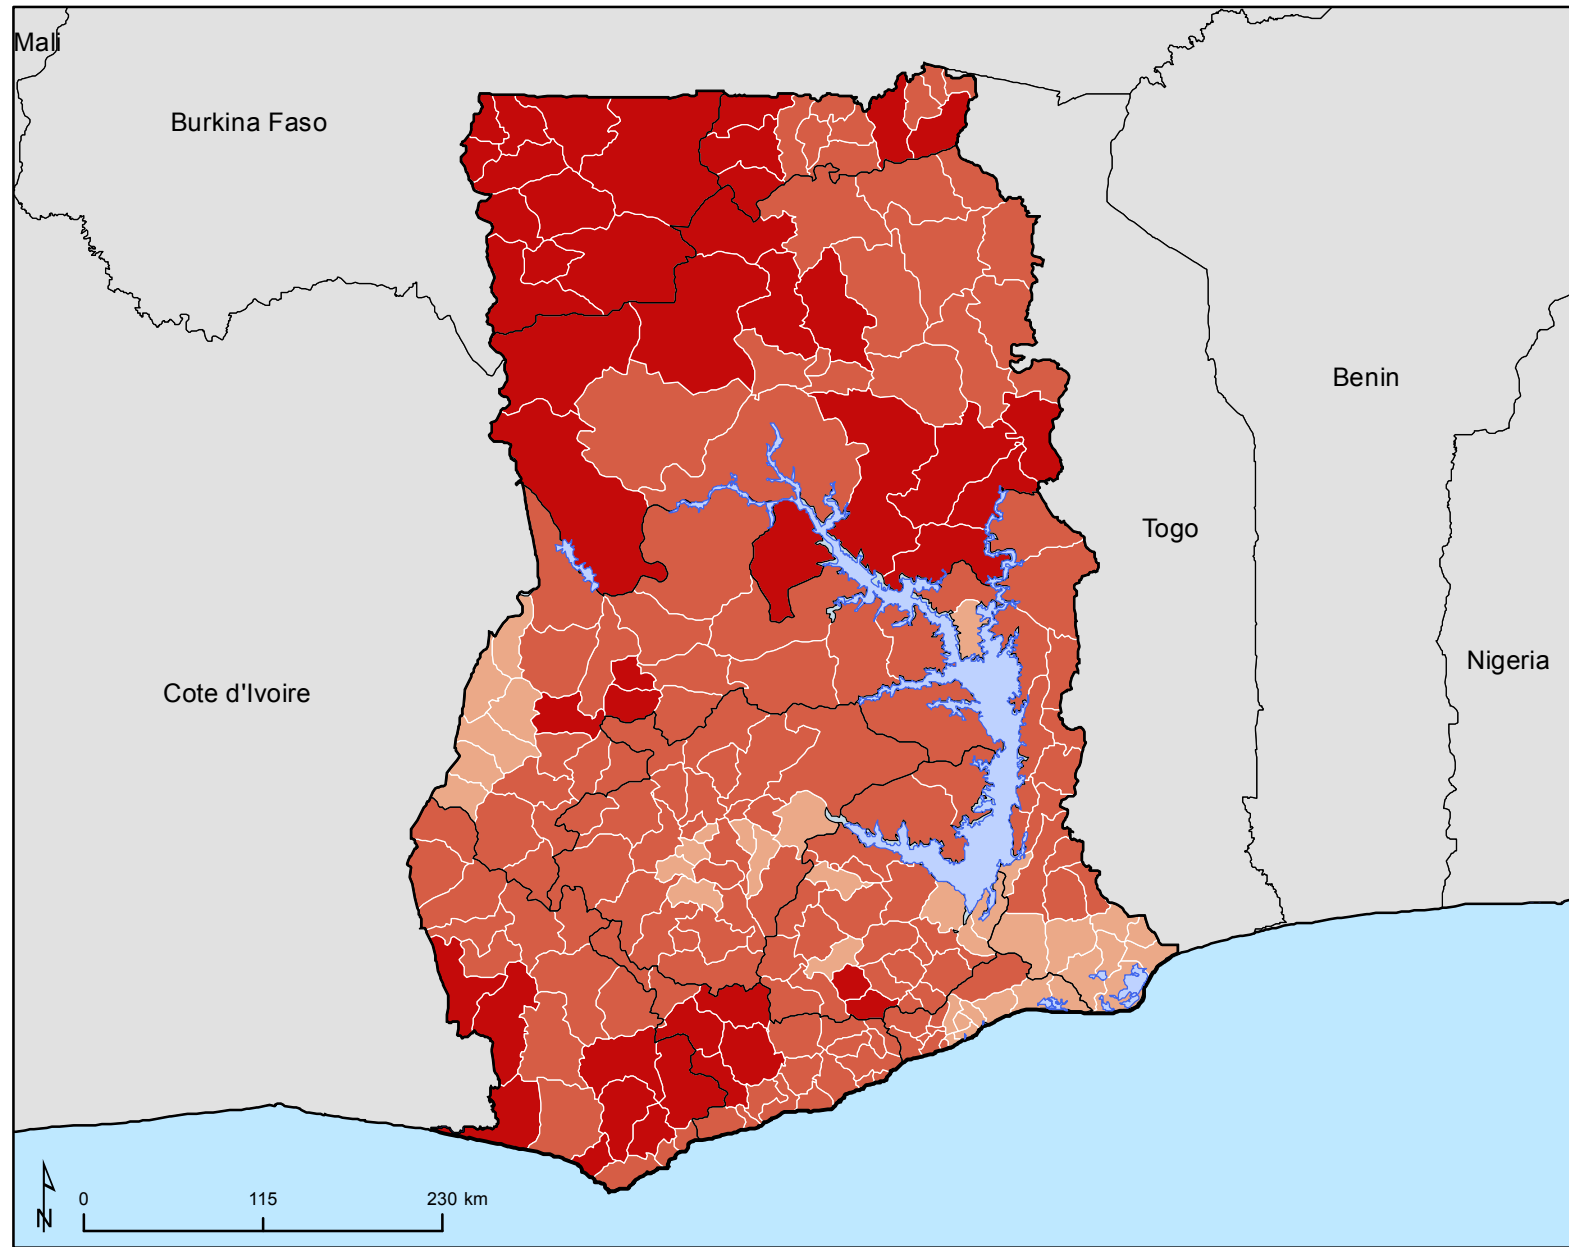 Mali
Burkina Faso
Benin
Togo
Nigeria
Cote d'Ivoire
0 115 230 km
N